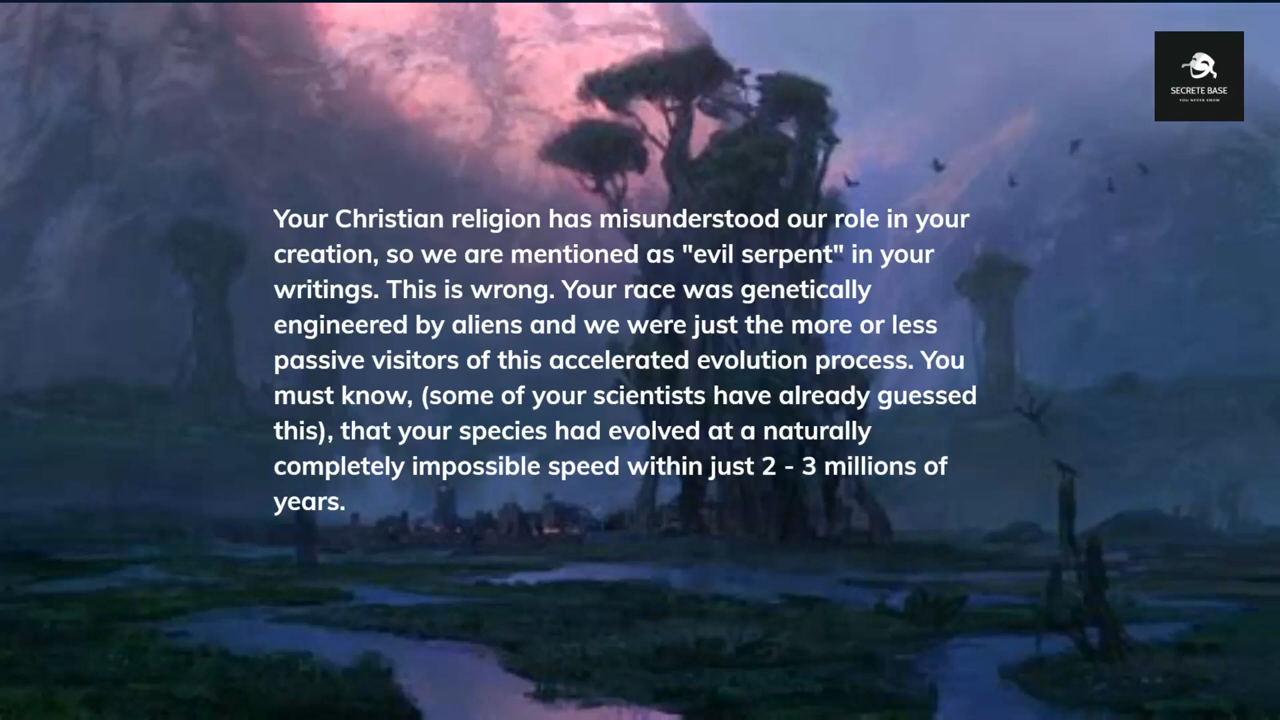 SECRETE BASE
YOU NEVER KNOW
Your Christian religion has misunderstood our role in your
creation, so we are mentioned as "evil serpent" in your
writings. This is wrong. Your race was genetically
engineered by aliens and we were just the more or less
passive visitors of this accelerated evolution process. You
must know, (some of your scientists have already guessed
this), that your species had evolved at a naturally
completely impossible speed within just 2 - 3 millions of
years.